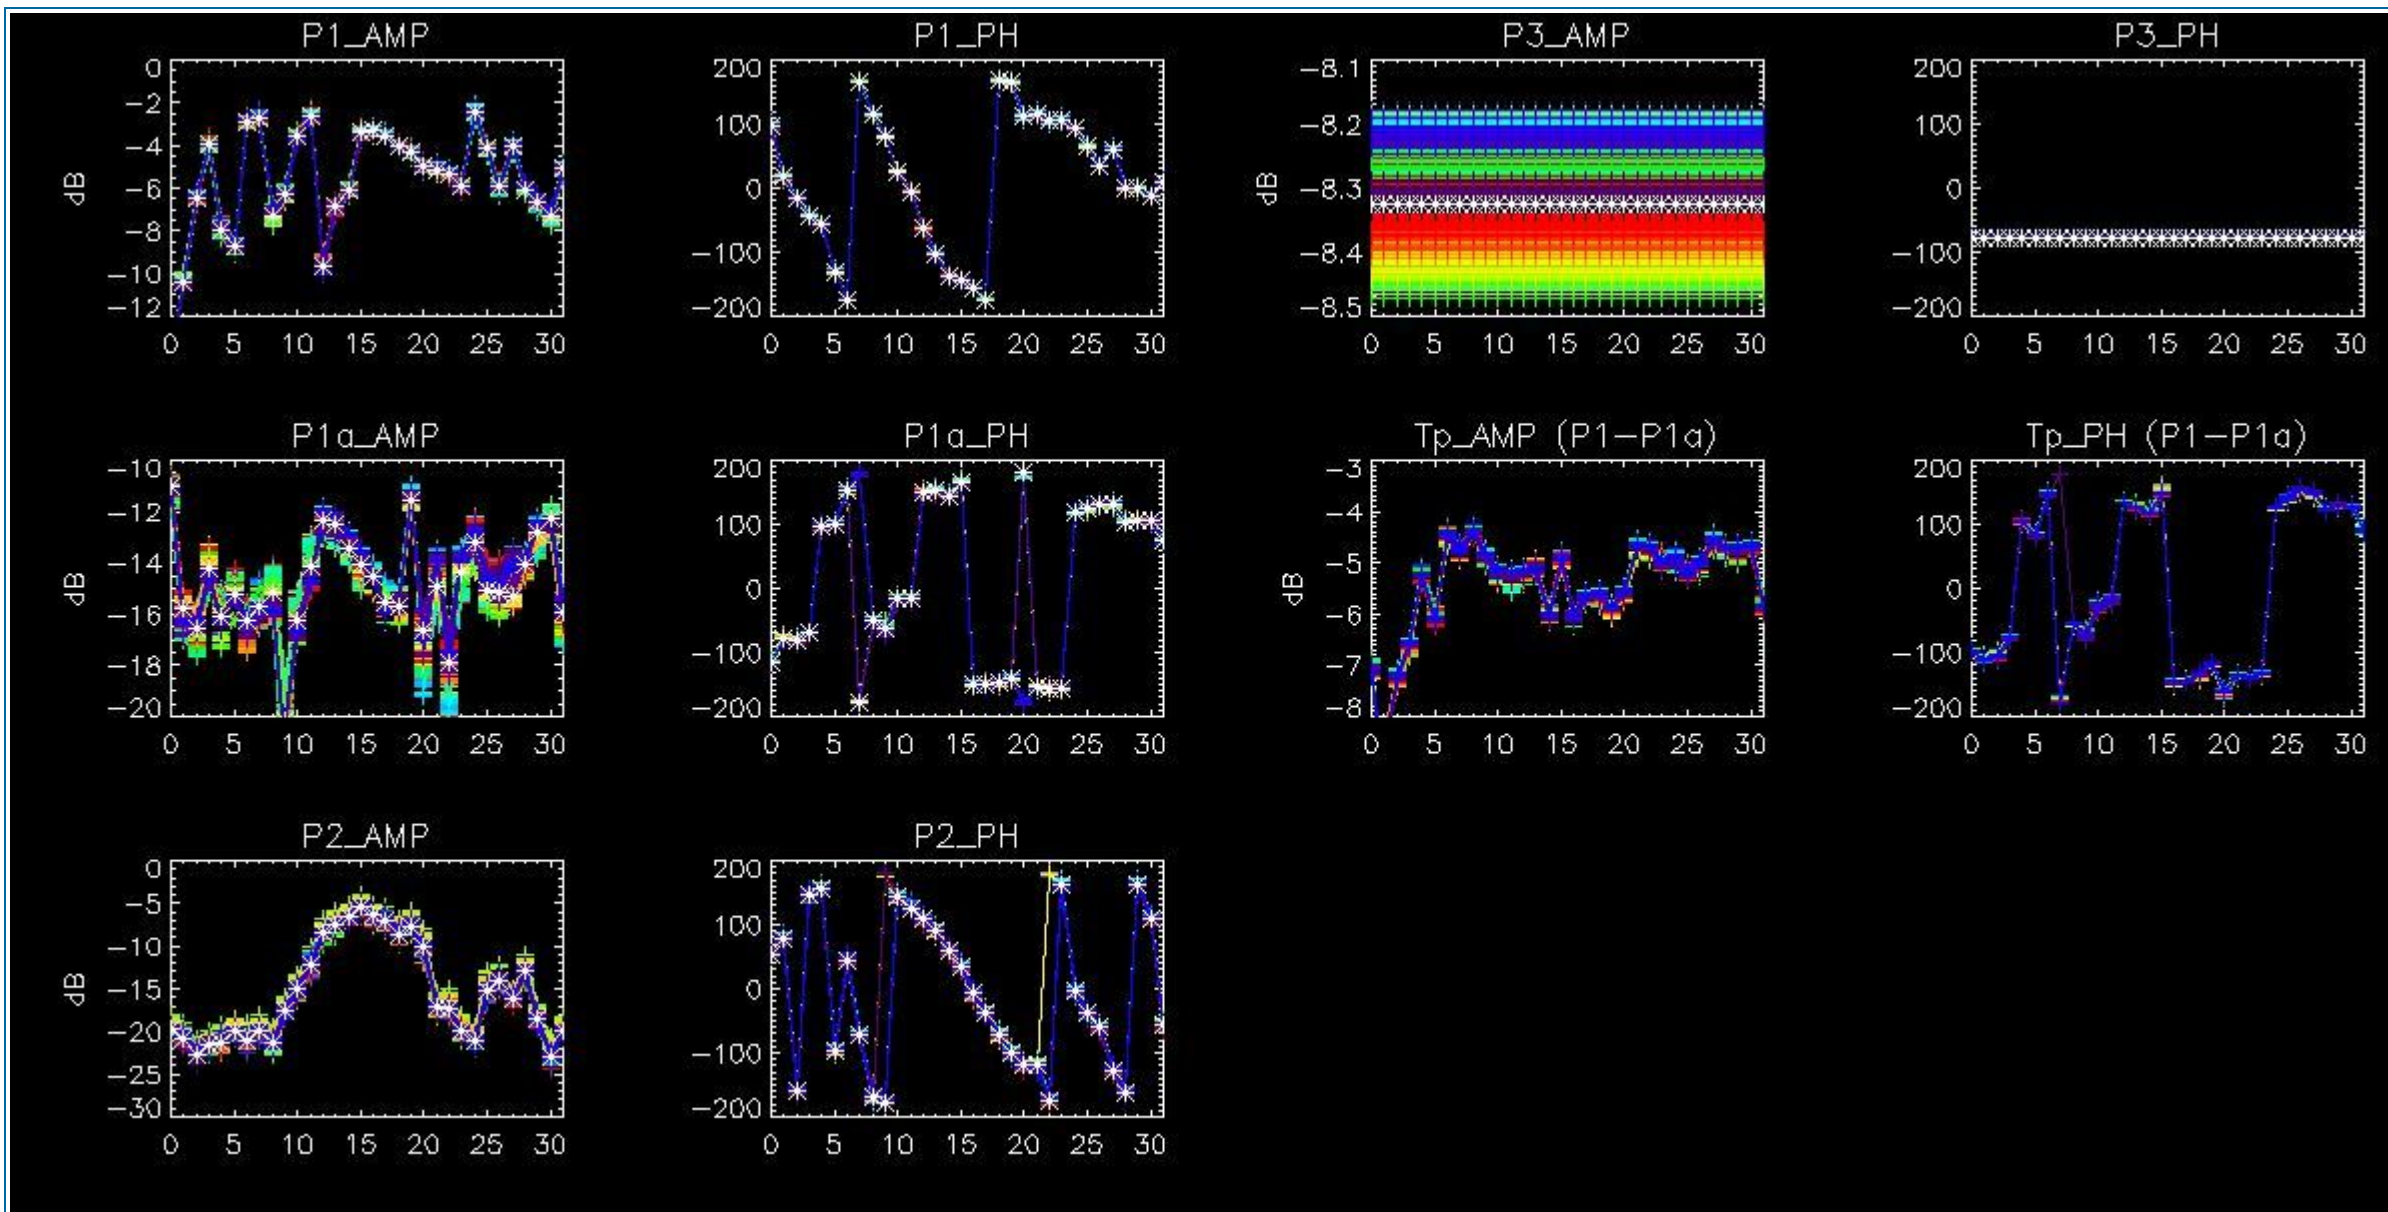 P1_AMP
0
−2
−4
−6
−8
−10
−12
dB
0 5 10 15 20 25 30
P1_PH
200
100
0
−100
−200
0 5 10 15 20 25 30
P3_AMP
−8.1
−8.2
−8.3
−8.4
−8.5
dB
0 5 10 15 20 25 30
P3_PH
200
100
0
−100
−200
0 5 10 15 20 25 30
P1a_AMP
−10
−12
−14
−16
−18
−20
dB
0 5 10 15 20 25 30
P1a_PH
200
100
0
−100
−200
0 5 10 15 20 25 30
Tp_AMP (P1−P1a)
−3
−4
−5
−6
−7
−8
dB
0 5 10 15 20 25 30
Tp_PH (P1−P1a)
200
100
0
−100
−200
0 5 10 15 20 25 30
P2_AMP
0
−5
−10
−15
−20
−25
−30
dB
0 5 10 15 20 25 30
P2_PH
200
100
0
−100
−200
0 5 10 15 20 25 30